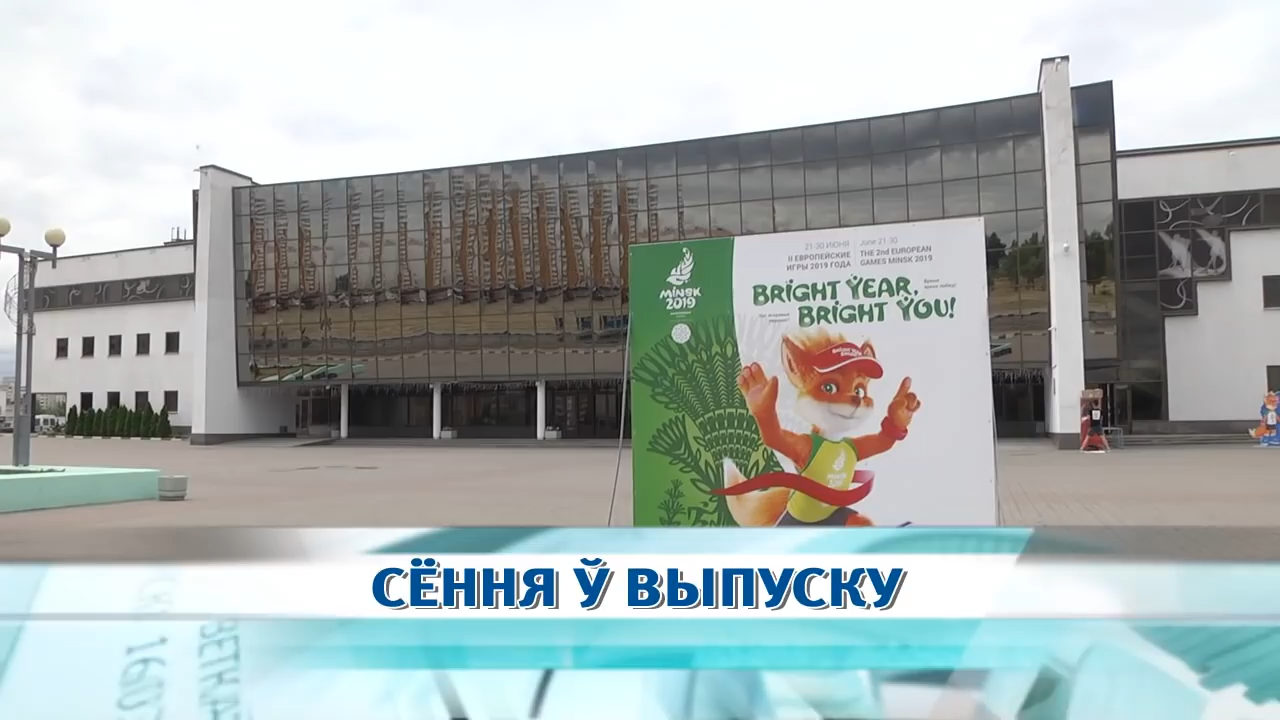 MINSK
2019
21-30 ИЮНЯ
II ЕВРОПЕЙСКИЕ
ИГРЫ 2019 ГОДА
June 21-30
THE 2nd EUROPEAN
GAMES MINSK 2019
BRIGHT YEAR,
BRIGHT YOU!
СЁННЯ Ў ВЫПУСКУ